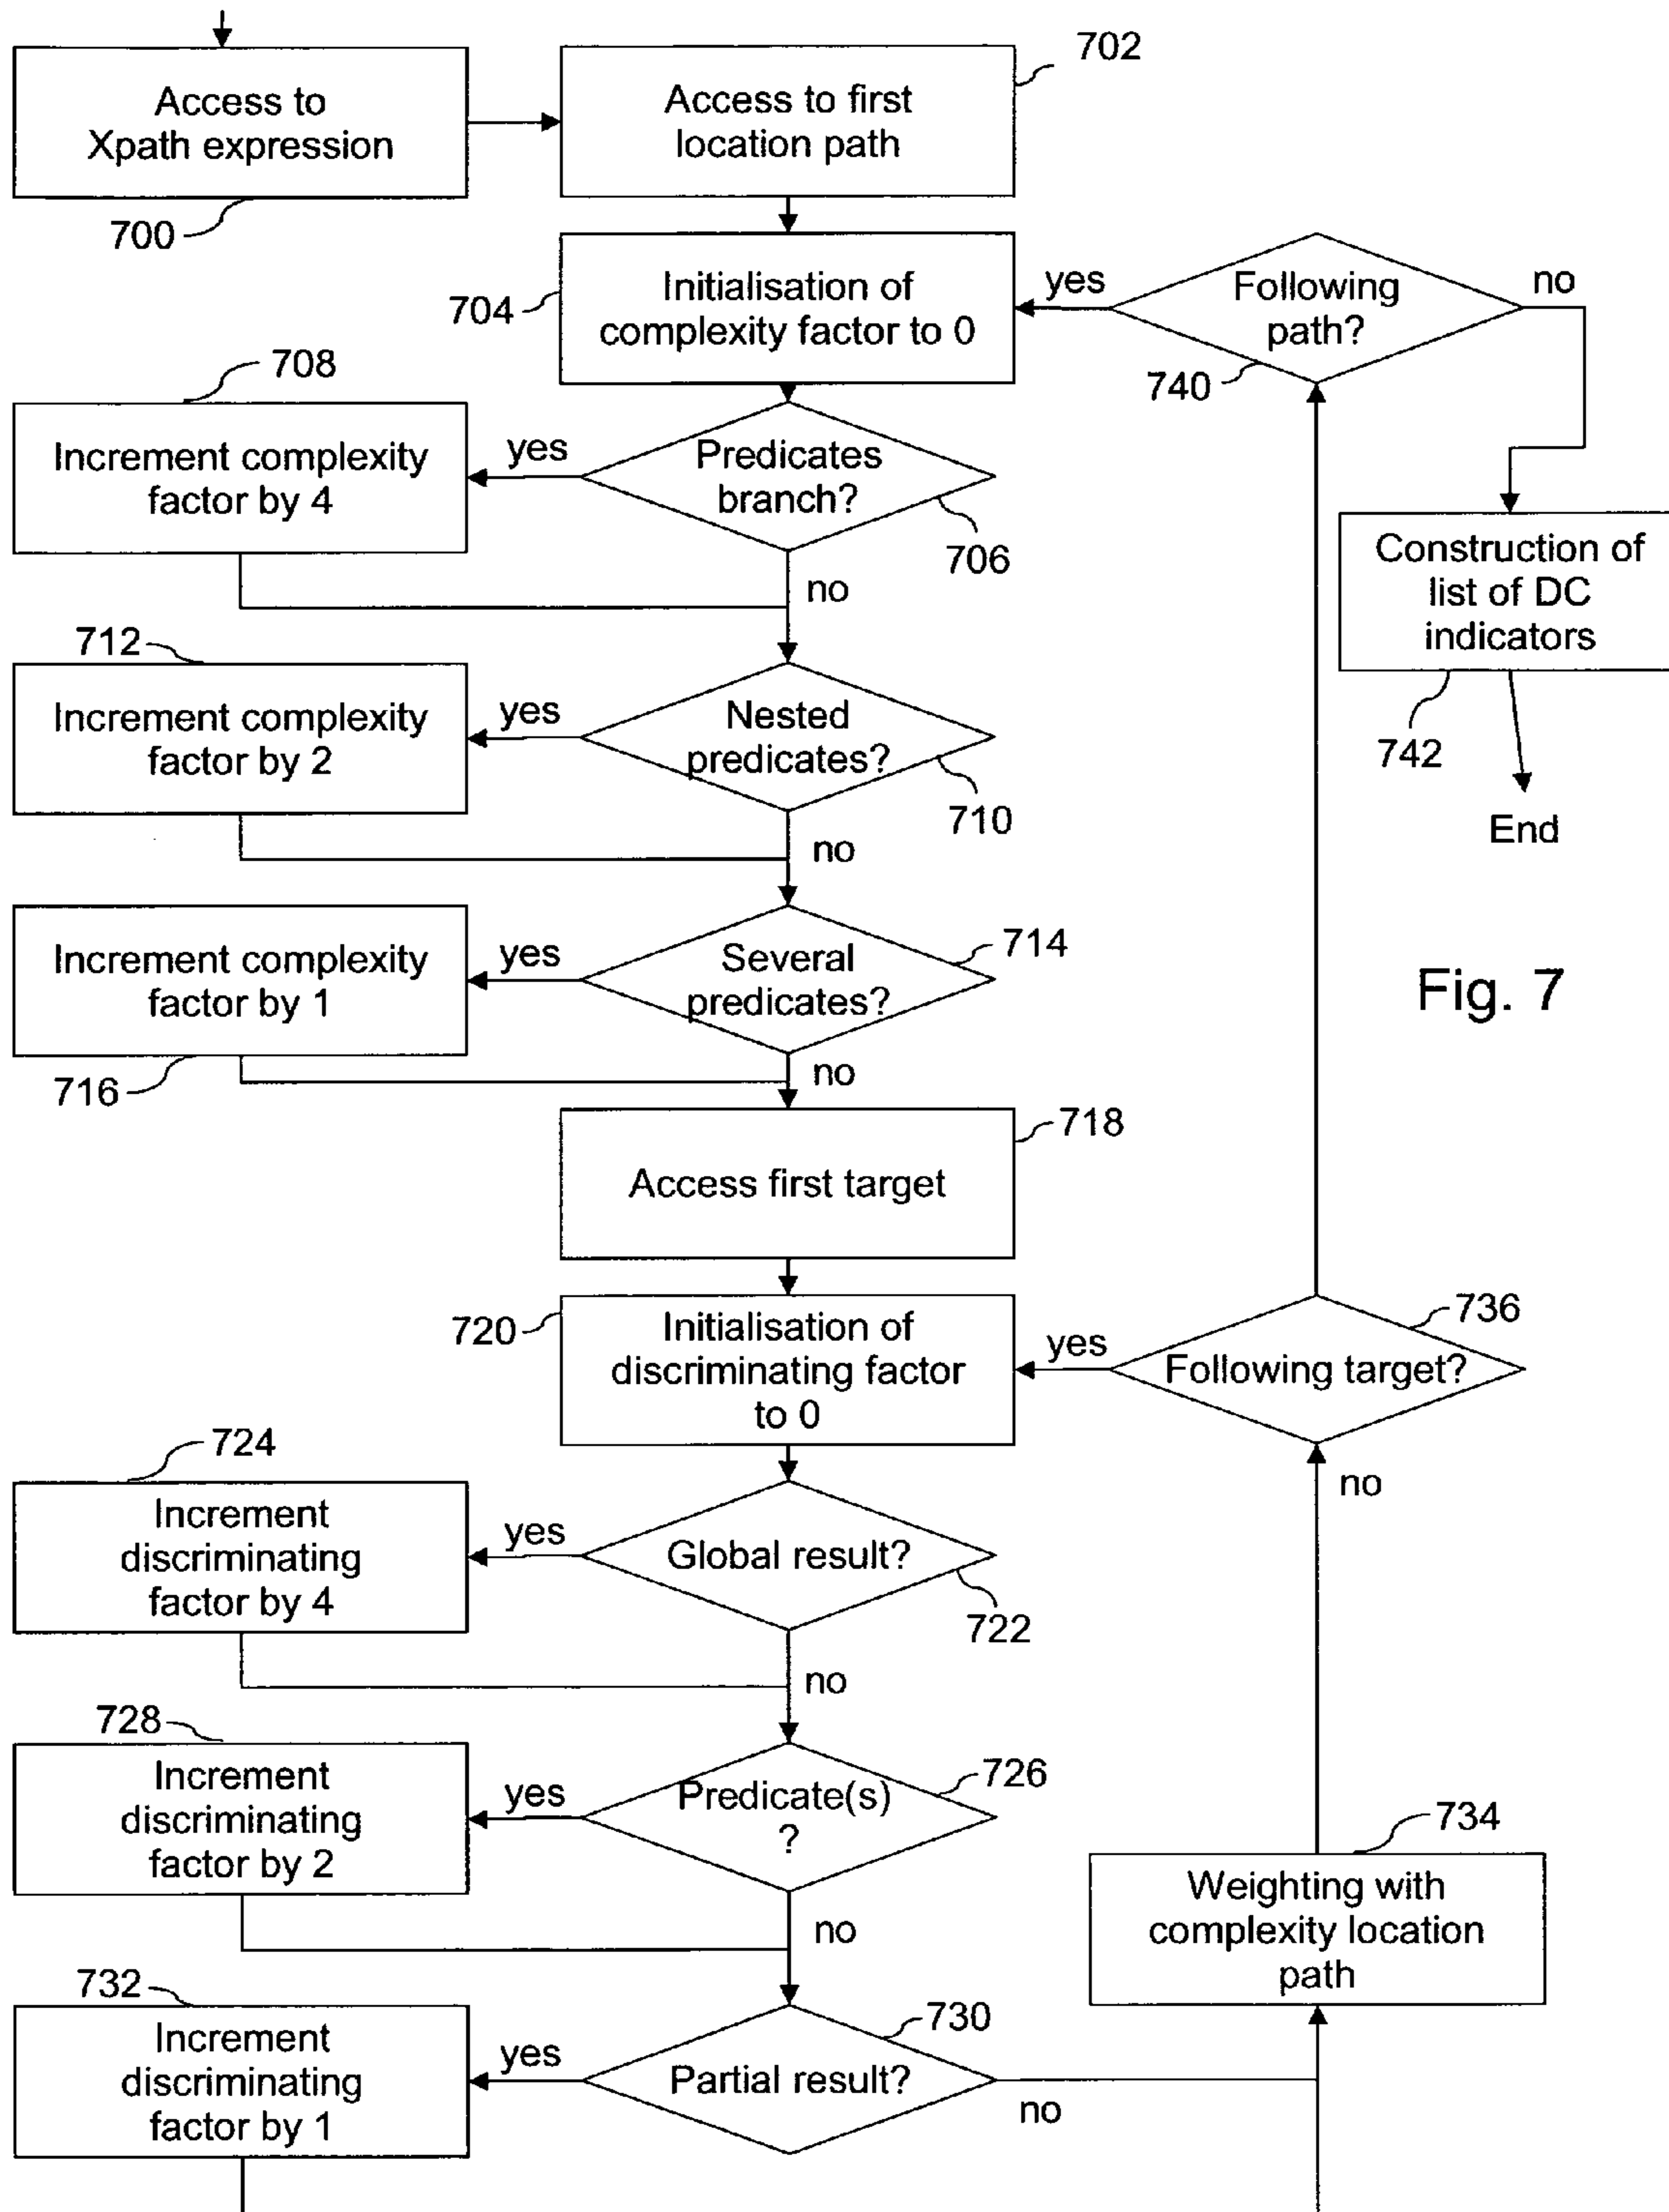 Access to
Xpath expression
700
Access to first
location path
702
Initialisation of
complexity factor to 0
704
yes
Following
path?
no
740
708
Increment complexity
factor by 4
yes
Predicates
branch?
706
no
Construction of
list of DC
indicators
742
End
712
Increment complexity
factor by 2
yes
Nested
predicates?
710
no
Increment complexity
factor by 1
716
yes
Several
predicates?
714
no
Fig. 7
Access first target
718
720
Initialisation of
discriminating factor
to 0
yes
Following target?
736
no
724
Increment
discriminating
factor by 4
yes
Global result?
722
no
728
Increment
discriminating
factor by 2
yes
Predicate(s)
?
726
no
734
Weighting with
complexity location
path
732
Increment
discriminating
factor by 1
yes
Partial result?
730
no